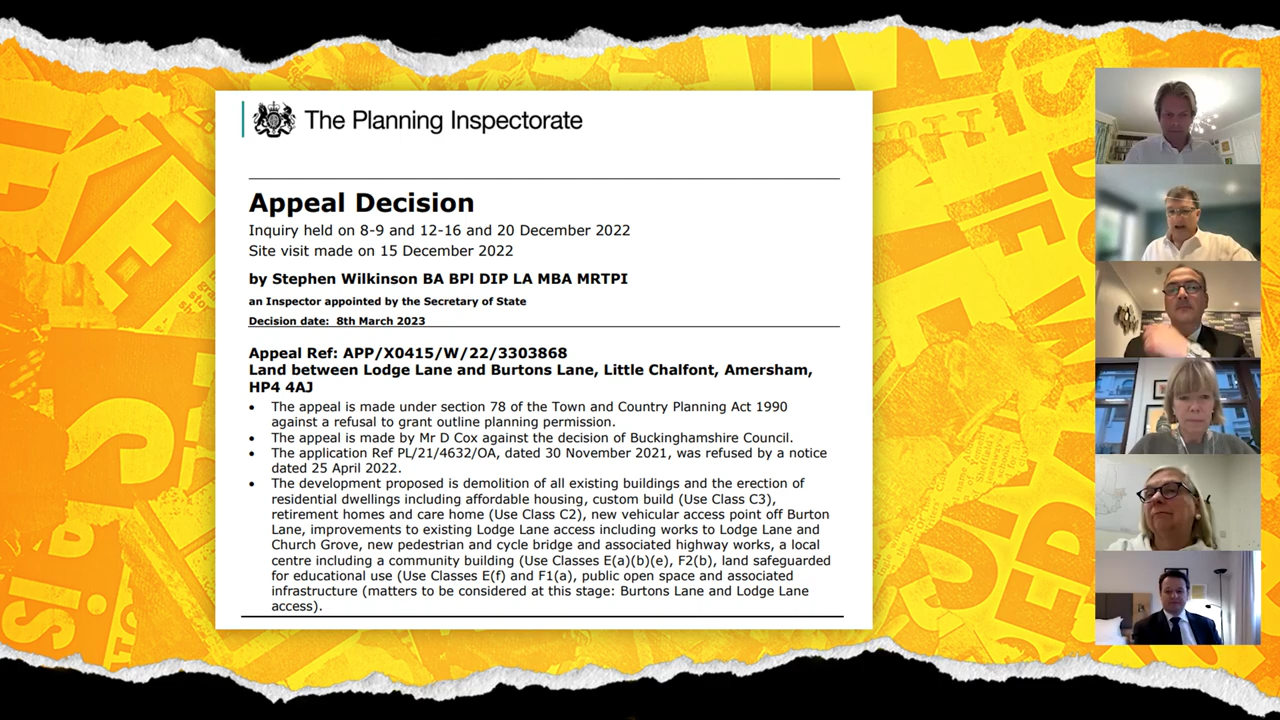 The Planning Inspectorate
Appeal Decision
Inquiry held on 8-9 and 12-16 and 20 December 2022
Site visit made on 15 December 2022
by Stephen Wilkinson BA BPl DIP LA MBA MRTPI
an Inspector appointed by the Secretary of State
Decision date: 8th March 2023
Appeal Ref: APP/X0415/W/22/3303868
Land between Lodge Lane and Burtons Lane, Little Chalfont, Amersham,
HP4 4AJ
• The appeal is made under section 78 of the Town and Country Planning Act 1990
against a refusal to grant outline planning permission.
• The appeal is made by Mr D Cox against the decision of Buckinghamshire Council.
• The application Ref PL/21/4632/OA, dated 30 November 2021, was refused by a notice
dated 25 April 2022.
• The development proposed is demolition of all existing buildings and the erection of
residential dwellings including affordable housing, custom build (Use Class C3),
retirement homes and care home (Use Class C2), new vehicular access point off Burton
Lane, improvements to existing Lodge Lane access including works to Lodge Lane and
Church Grove, new pedestrian and cycle bridge and associated highway works, a local
centre including a community building (Use Classes E(a)(b)(e), F2(b), land safeguarded
for educational use (Use Classes E(f) and F1(a), public open space and associated
infrastructure (matters to be considered at this stage: Burtons Lane and Lodge Lane
access).